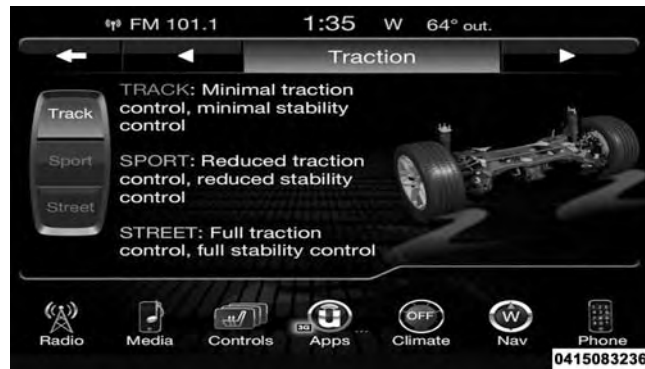 FM 101.1 1:35 W 64° out.
Traction
Track
Sport
Street
TRACK: Minimal traction
control, minimal stability
control
SPORT: Reduced traction
control, reduced stability
control
STREET: Full traction
control, full stability control
OFF
W
3G
Radio Media Controls Apps ... Climate Nav Phone
0415083236